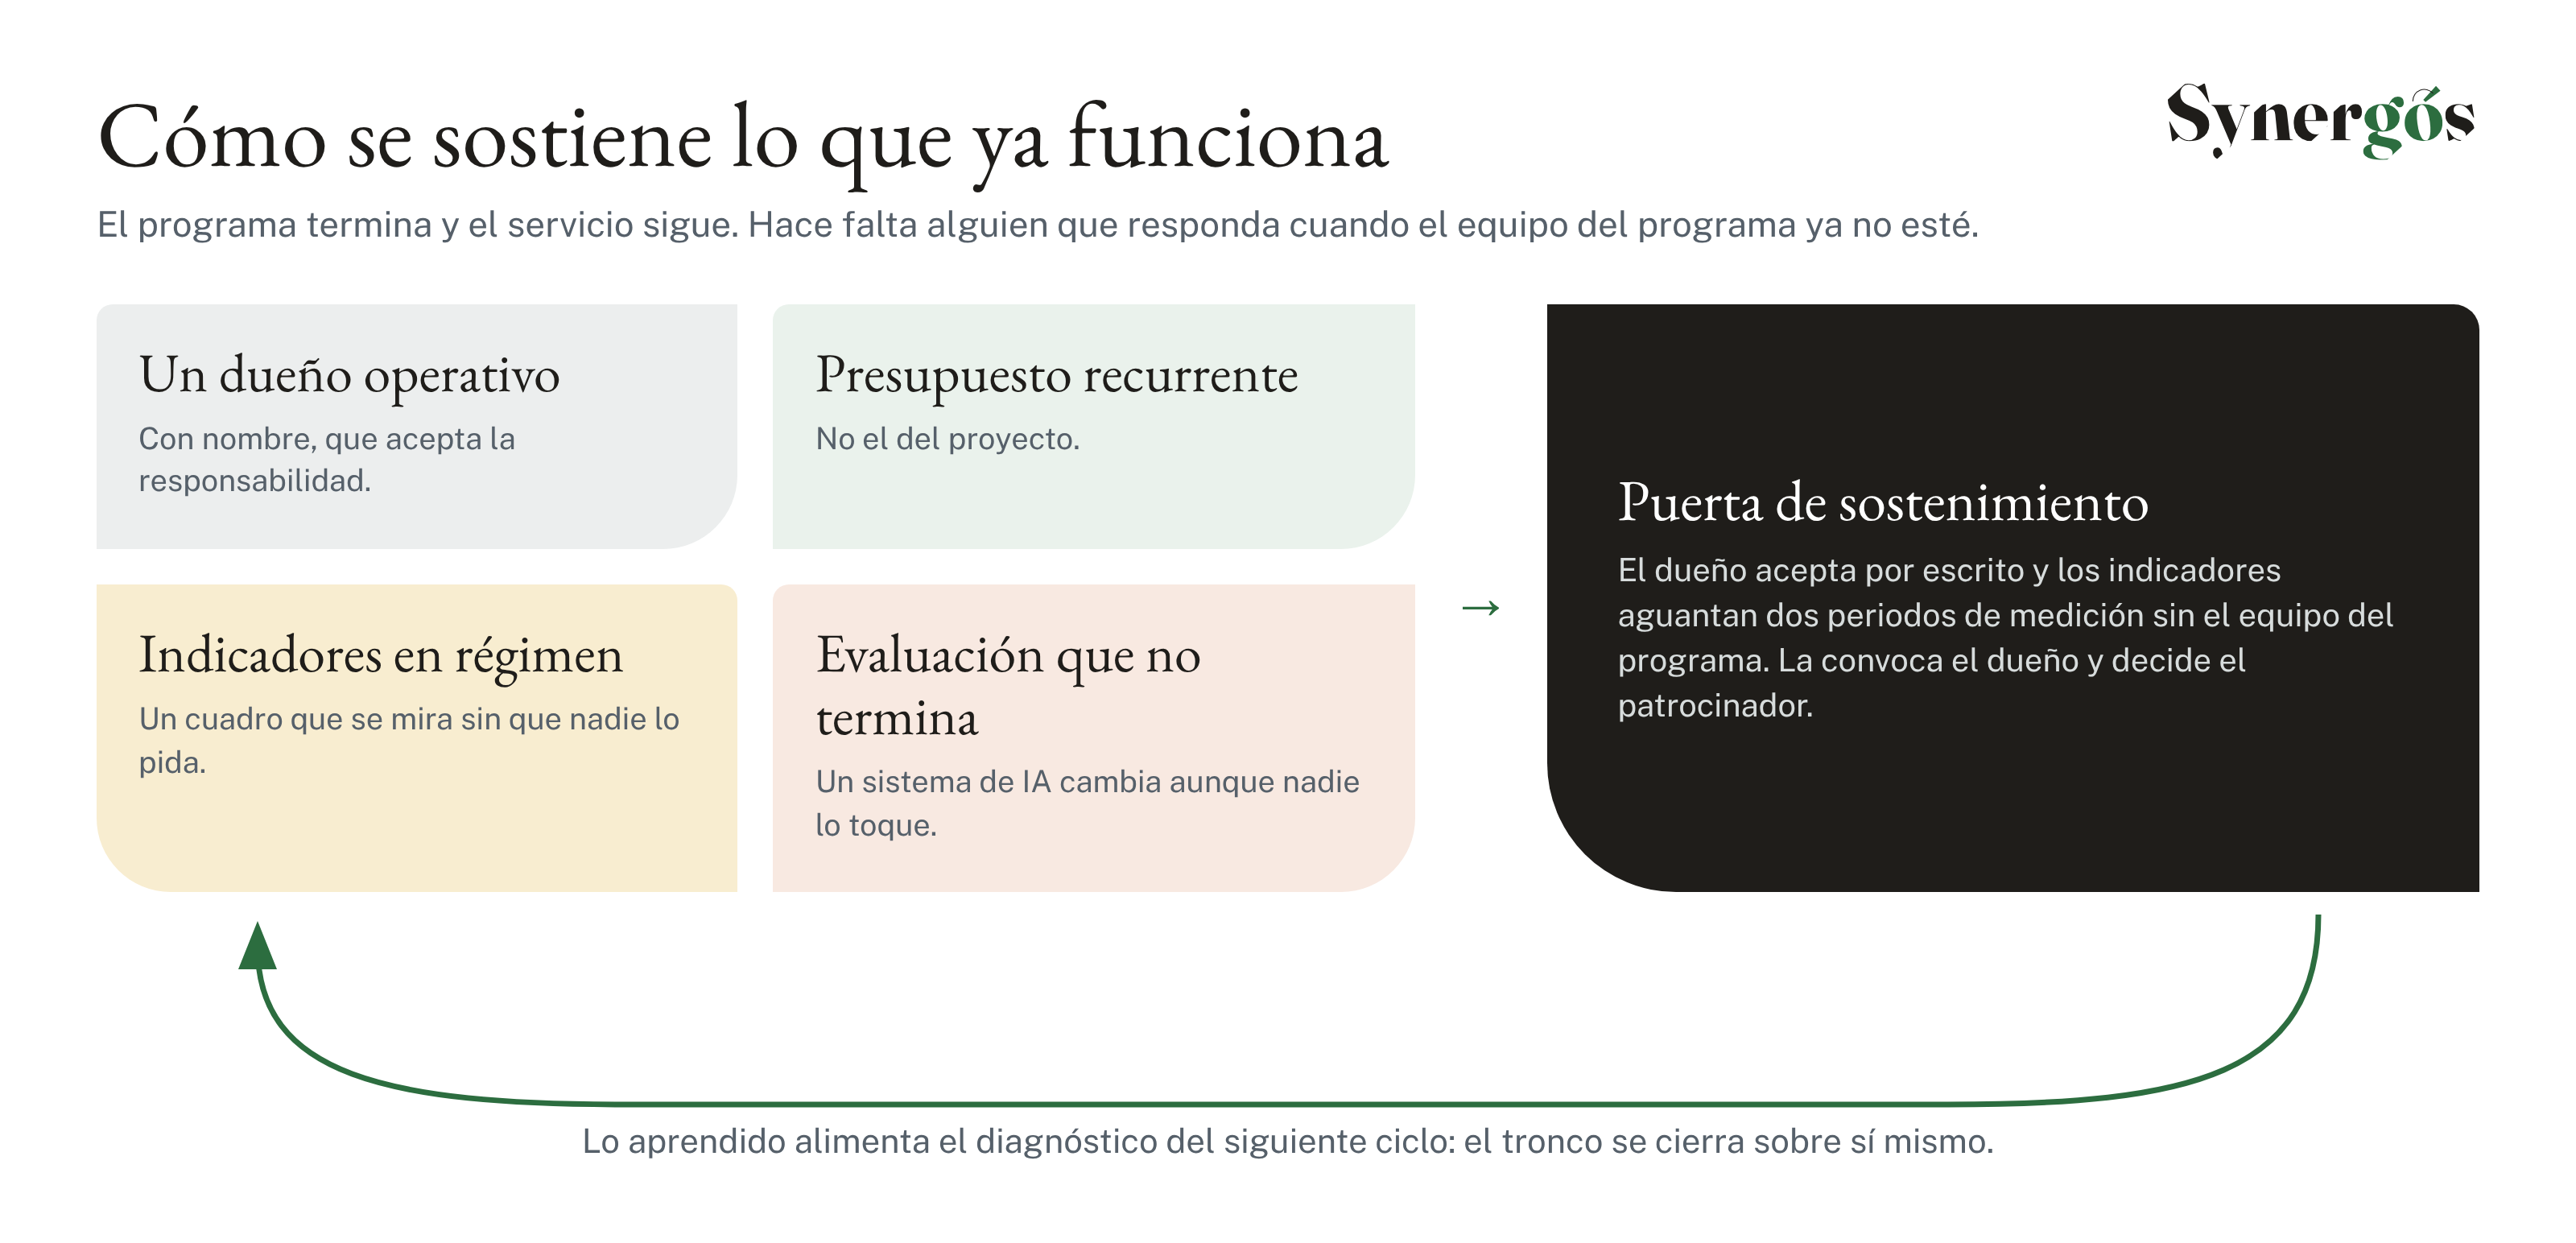 Cómo se sostiene lo que ya funciona
Synergós
El programa termina y el servicio sigue. Hace falta alguien que responda cuando el equipo del programa ya no esté.
Un dueño operativo
Con nombre, que acepta la
responsabilidad.
Presupuesto recurrente
No el del proyecto.
Indicadores en régimen
Un cuadro que se mira sin que nadie lo
pida.
Evaluación que no
termina
Un sistema de IA cambia aunque nadie
lo toque.
→
Puerta de sostenimiento
El dueño acepta por escrito y los indicadores
aguantan dos periodos de medición sin el equipo del
programa. La convoca el dueño y decide el
patrocinador.
Lo aprendido alimenta el diagnóstico del siguiente ciclo: el tronco se cierra sobre sí mismo.